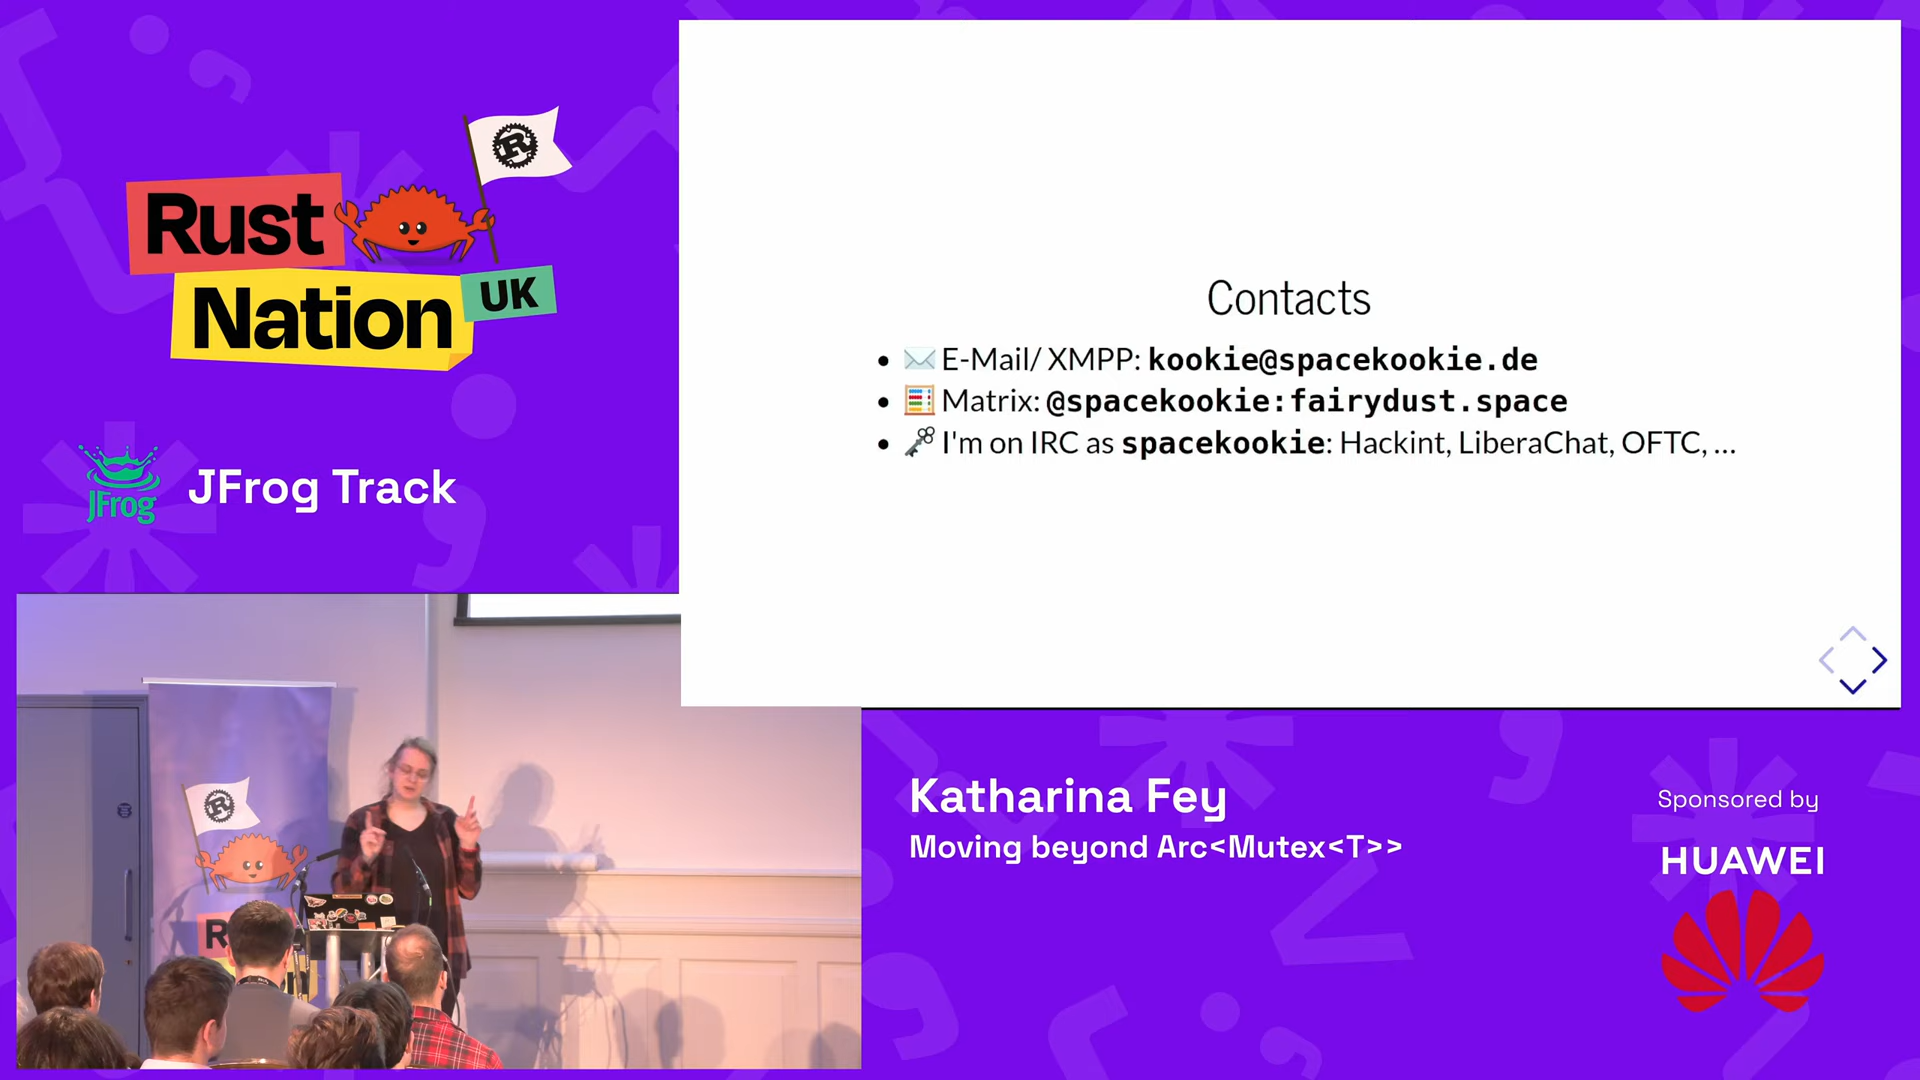 Rust
Nation
UK
R
JFrog
JFrog Track
Contacts
E-Mail/ XMPP: kookie@spacekookie.de
Matrix: @spacekookie:fairydust.space
I'm on IRC as spacekookie: Hackint, LiberaChat, OFTC, ...
R
R
Katharina Fey
Moving beyond Arc<Mutex<T>>
Sponsored by
HUAWEI